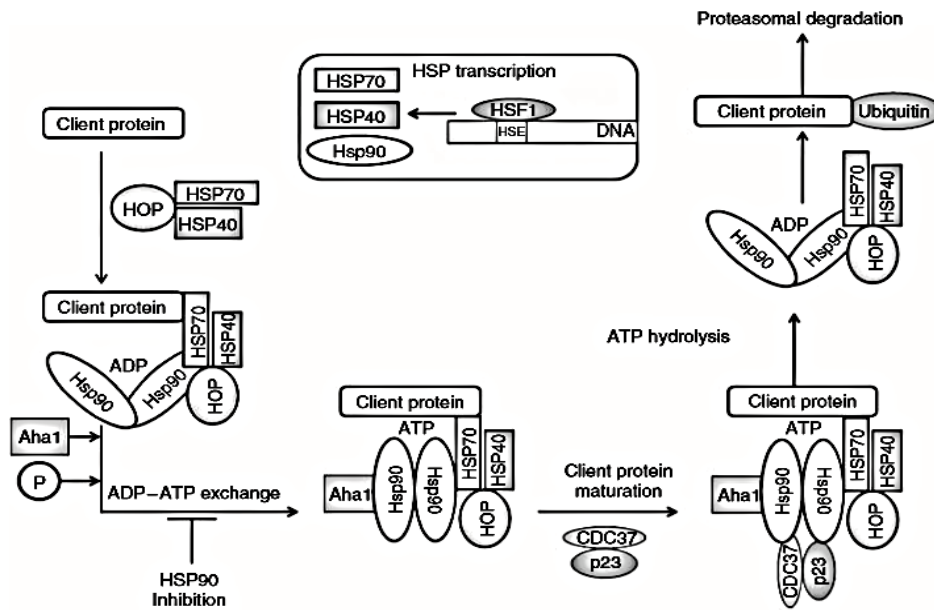 Proteasomal degradation
HSP transcription
HSP70
HSP40
Hsp90
HSF1
HSE
DNA
Client protein
Ubiquitin
Client protein
HOP
HSP70
HSP40
HSP70
HSP40
ADP
Hsp90
Hsp90
HOP
Client protein
HSP70
HSP40
ADP
Hsp90
Hsp90
HOP
ATP hydrolysis
Aha1
P
ADP–ATP exchange
HSP90
Inhibition
Client protein
ATP
HSP70
HSP40
Aha1
Hsp90
Hsp90
HOP
Client protein
maturation
CDC37
p23
Client protein
ATP
HSP70
HSP40
Aha1
Hsp90
Hsp90
HOP
CDC37
p23